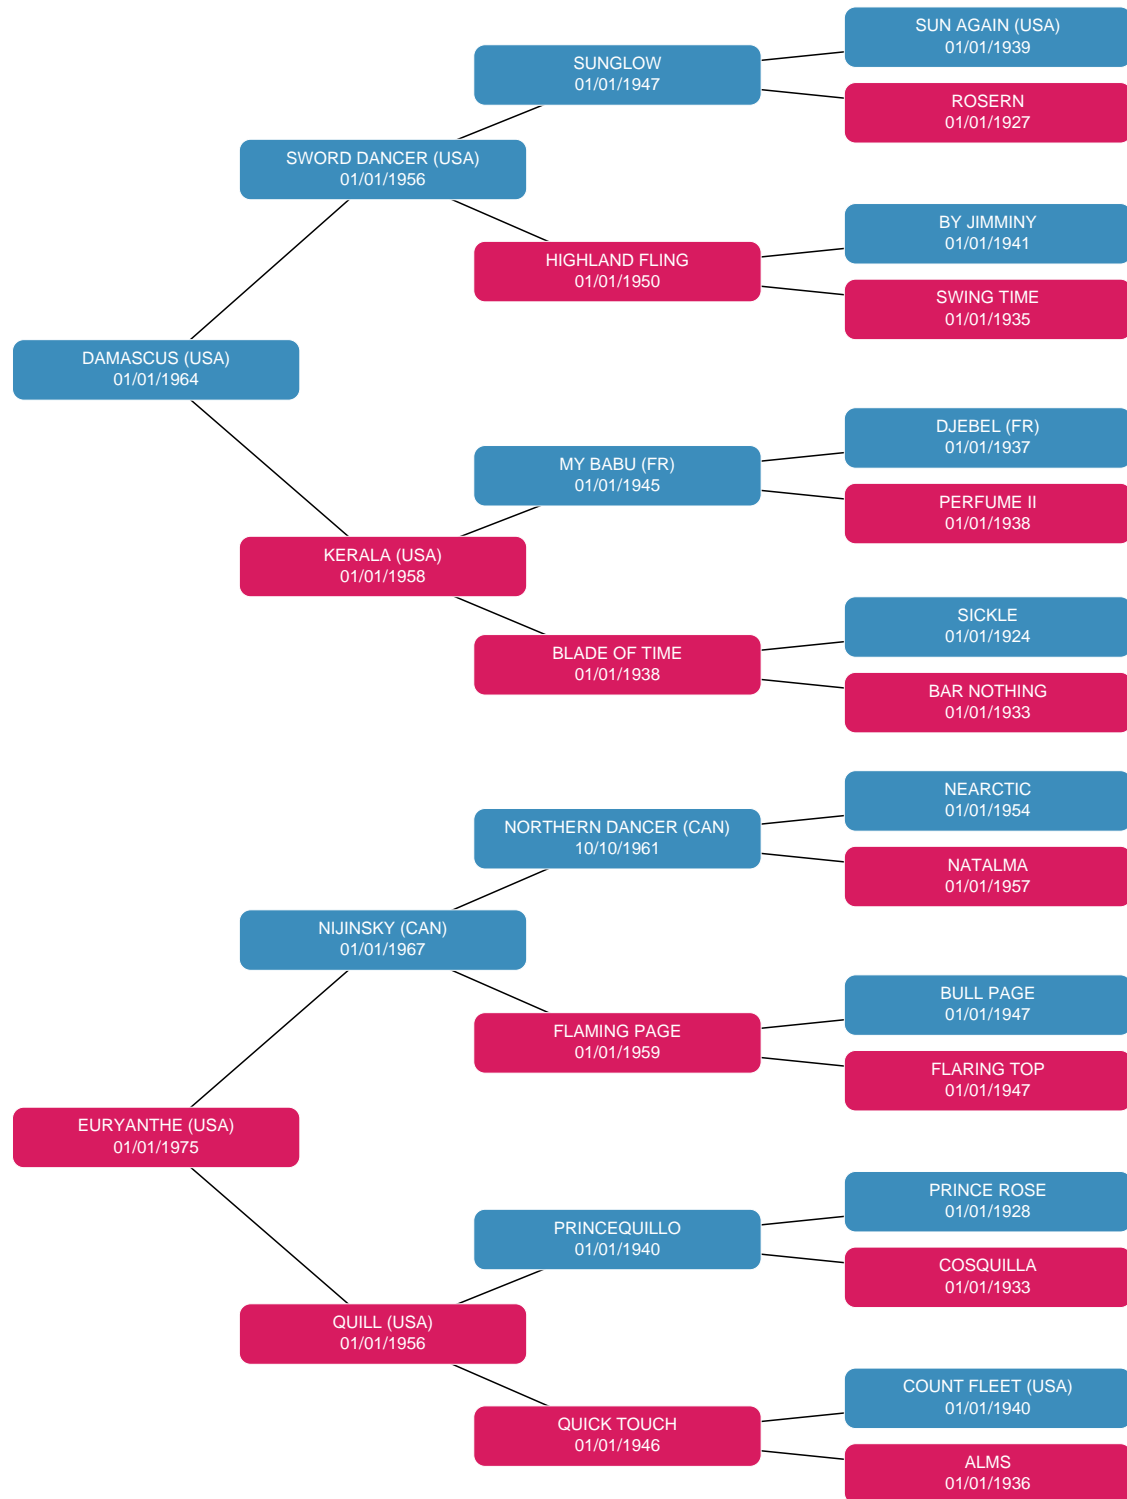 SUN AGAIN (USA)
01/01/1939
SUNGLOW
01/01/1947
ROSERN
01/01/1927
SWORD DANCER (USA)
01/01/1956
BY JIMMINY
01/01/1941
HIGHLAND FLING
01/01/1950
SWING TIME
01/01/1935
DAMASCUS (USA)
01/01/1964
DJEBEL (FR)
01/01/1937
MY BABU (FR)
01/01/1945
PERFUME II
01/01/1938
KERALA (USA)
01/01/1958
SICKLE
01/01/1924
BLADE OF TIME
01/01/1938
BAR NOTHING
01/01/1933
NEARCTIC
01/01/1954
NORTHERN DANCER (CAN)
10/10/1961
NATALMA
01/01/1957
NIJINSKY (CAN)
01/01/1967
BULL PAGE
01/01/1947
FLAMING PAGE
01/01/1959
FLARING TOP
01/01/1947
EURYANTHE (USA)
01/01/1975
PRINCE ROSE
01/01/1928
PRINCEQUILLO
01/01/1940
COSQUILLA
01/01/1933
QUILL (USA)
01/01/1956
COUNT FLEET (USA)
01/01/1940
QUICK TOUCH
01/01/1946
ALMS
01/01/1936